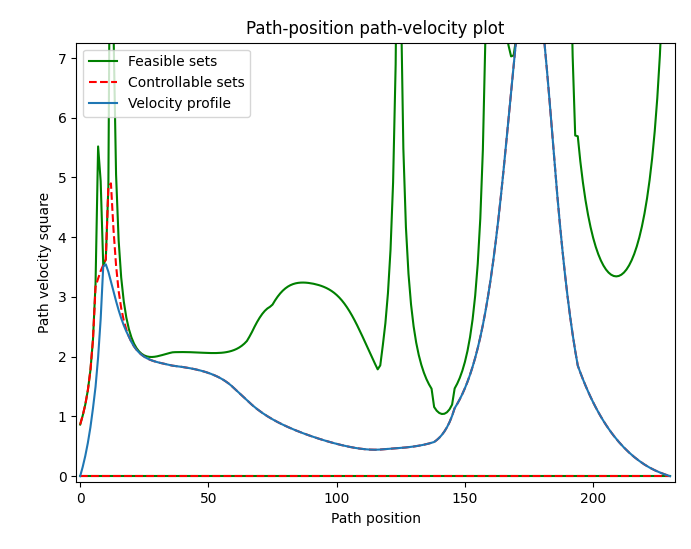 Path-position path-velocity plot
Feasible sets
Controllable sets
Velocity profile
Path velocity square
7
6
5
4
3
2
1
0
0 50 100 150 200
Path position